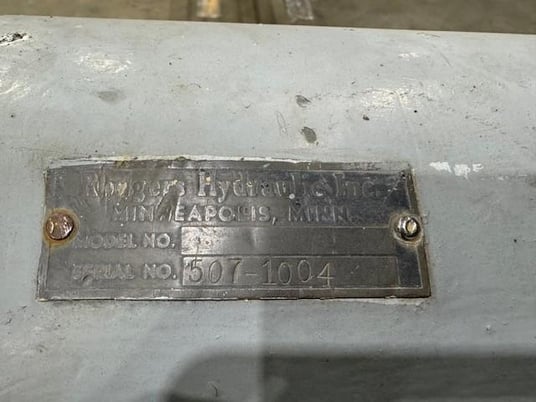 Rodgers Hydraulic Inc.
MINNEAPOLIS, MINN.
MODEL NO.
SERIAL NO. 507-1004